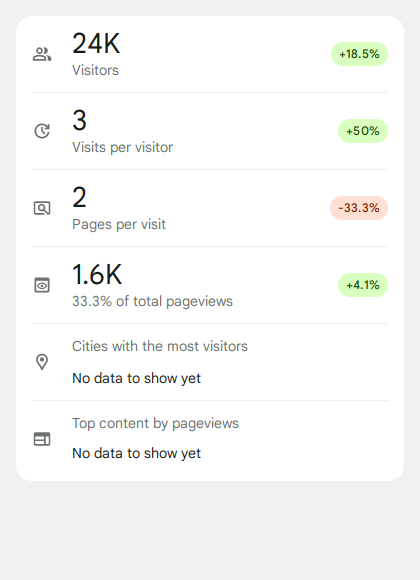 24K
Visitors
+18.5%
3
Visits per visitor
+50%
2
Pages per visit
-33.3%
1.6K
33.3% of total pageviews
+4.1%
Cities with the most visitors
No data to show yet
Top content by pageviews
No data to show yet